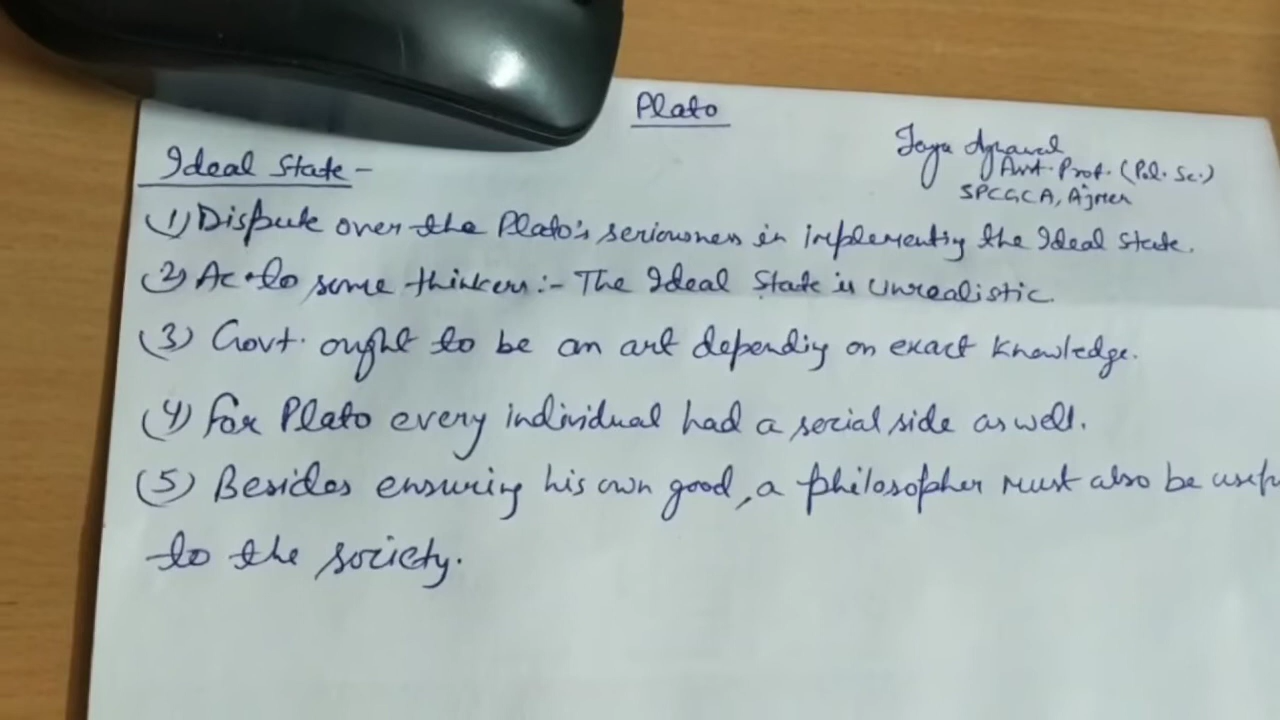 Plato
Jaya Agrawal
Asst. Prof. (Pol. Sc.)
SPCGCA, Ajmer
Ideal State -
(1) Dispute over the Plato's seriousness in implementing the Ideal State.
(2) Ac. to some thinkers :- The Ideal State is unrealistic.
(3) Govt. ought to be an art depending on exact knowledge.
(4) For Plato every individual had a social side as well.
(5) Besides ensuring his own good, a philosopher must also be usef
to the society.